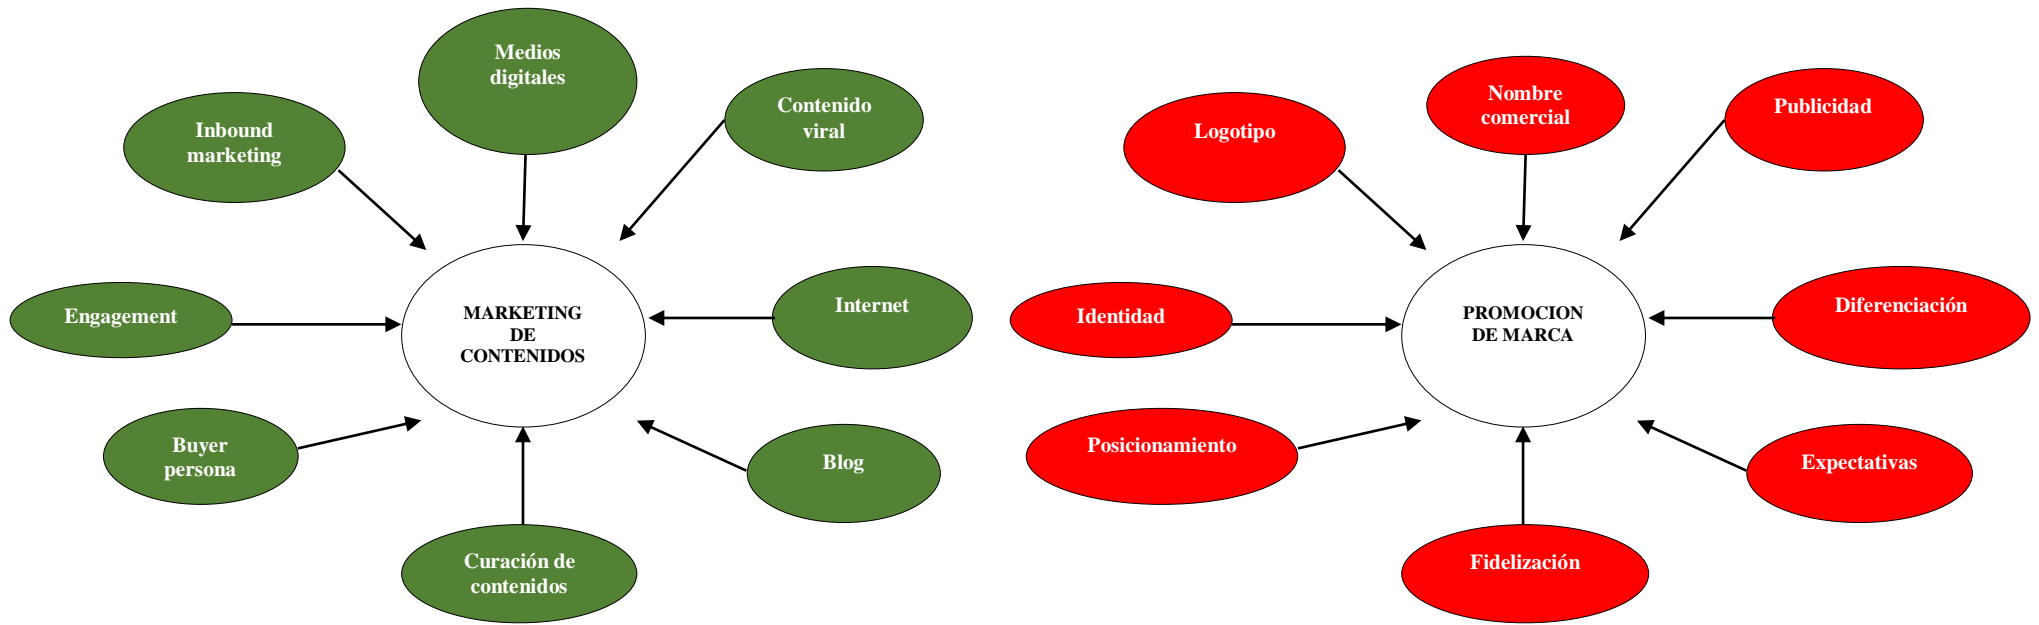 Medios
digitales
Contenido
viral
Inbound
marketing
Engagement
MARKETING
DE
CONTENIDOS
Internet
Buyer
persona
Blog
Curación de
contenidos
Nombre
comercial
Publicidad
Logotipo
Identidad
PROMOCION
DE MARCA
Diferenciación
Posicionamiento
Expectativas
Fidelización